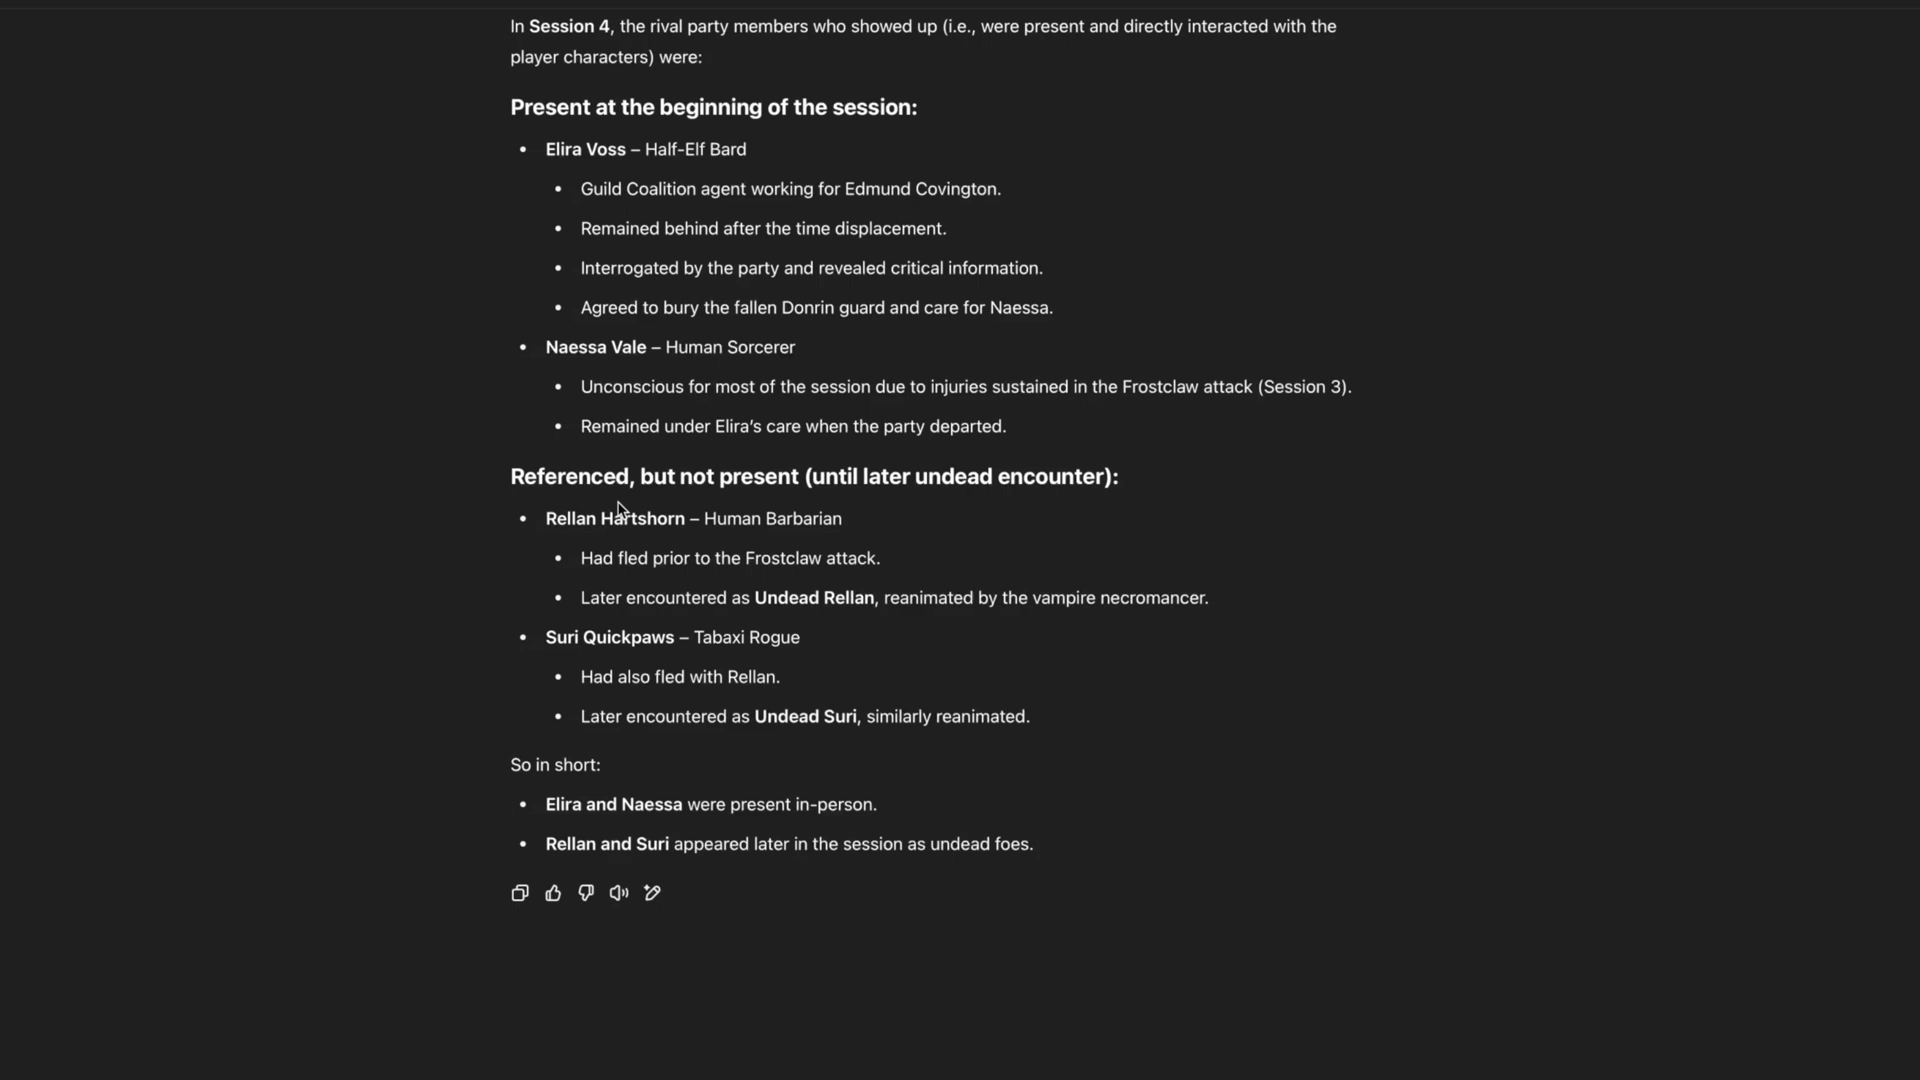 In Session 4, the rival party members who showed up (i.e., were present and directly interacted with the
player characters) were:
Present at the beginning of the session:
• Elira Voss – Half-Elf Bard
• Guild Coalition agent working for Edmund Covington.
• Remained behind after the time displacement.
• Interrogated by the party and revealed critical information.
• Agreed to bury the fallen Donrin guard and care for Naessa.
• Naessa Vale – Human Sorcerer
• Unconscious for most of the session due to injuries sustained in the Frostclaw attack (Session 3).
• Remained under Elira’s care when the party departed.
Referenced, but not present (until later undead encounter):
• Rellan Hartshorn – Human Barbarian
• Had fled prior to the Frostclaw attack.
• Later encountered as Undead Rellan, reanimated by the vampire necromancer.
• Suri Quickpaws – Tabaxi Rogue
• Had also fled with Rellan.
• Later encountered as Undead Suri, similarly reanimated.
So in short:
• Elira and Naessa were present in-person.
• Rellan and Suri appeared later in the session as undead foes.